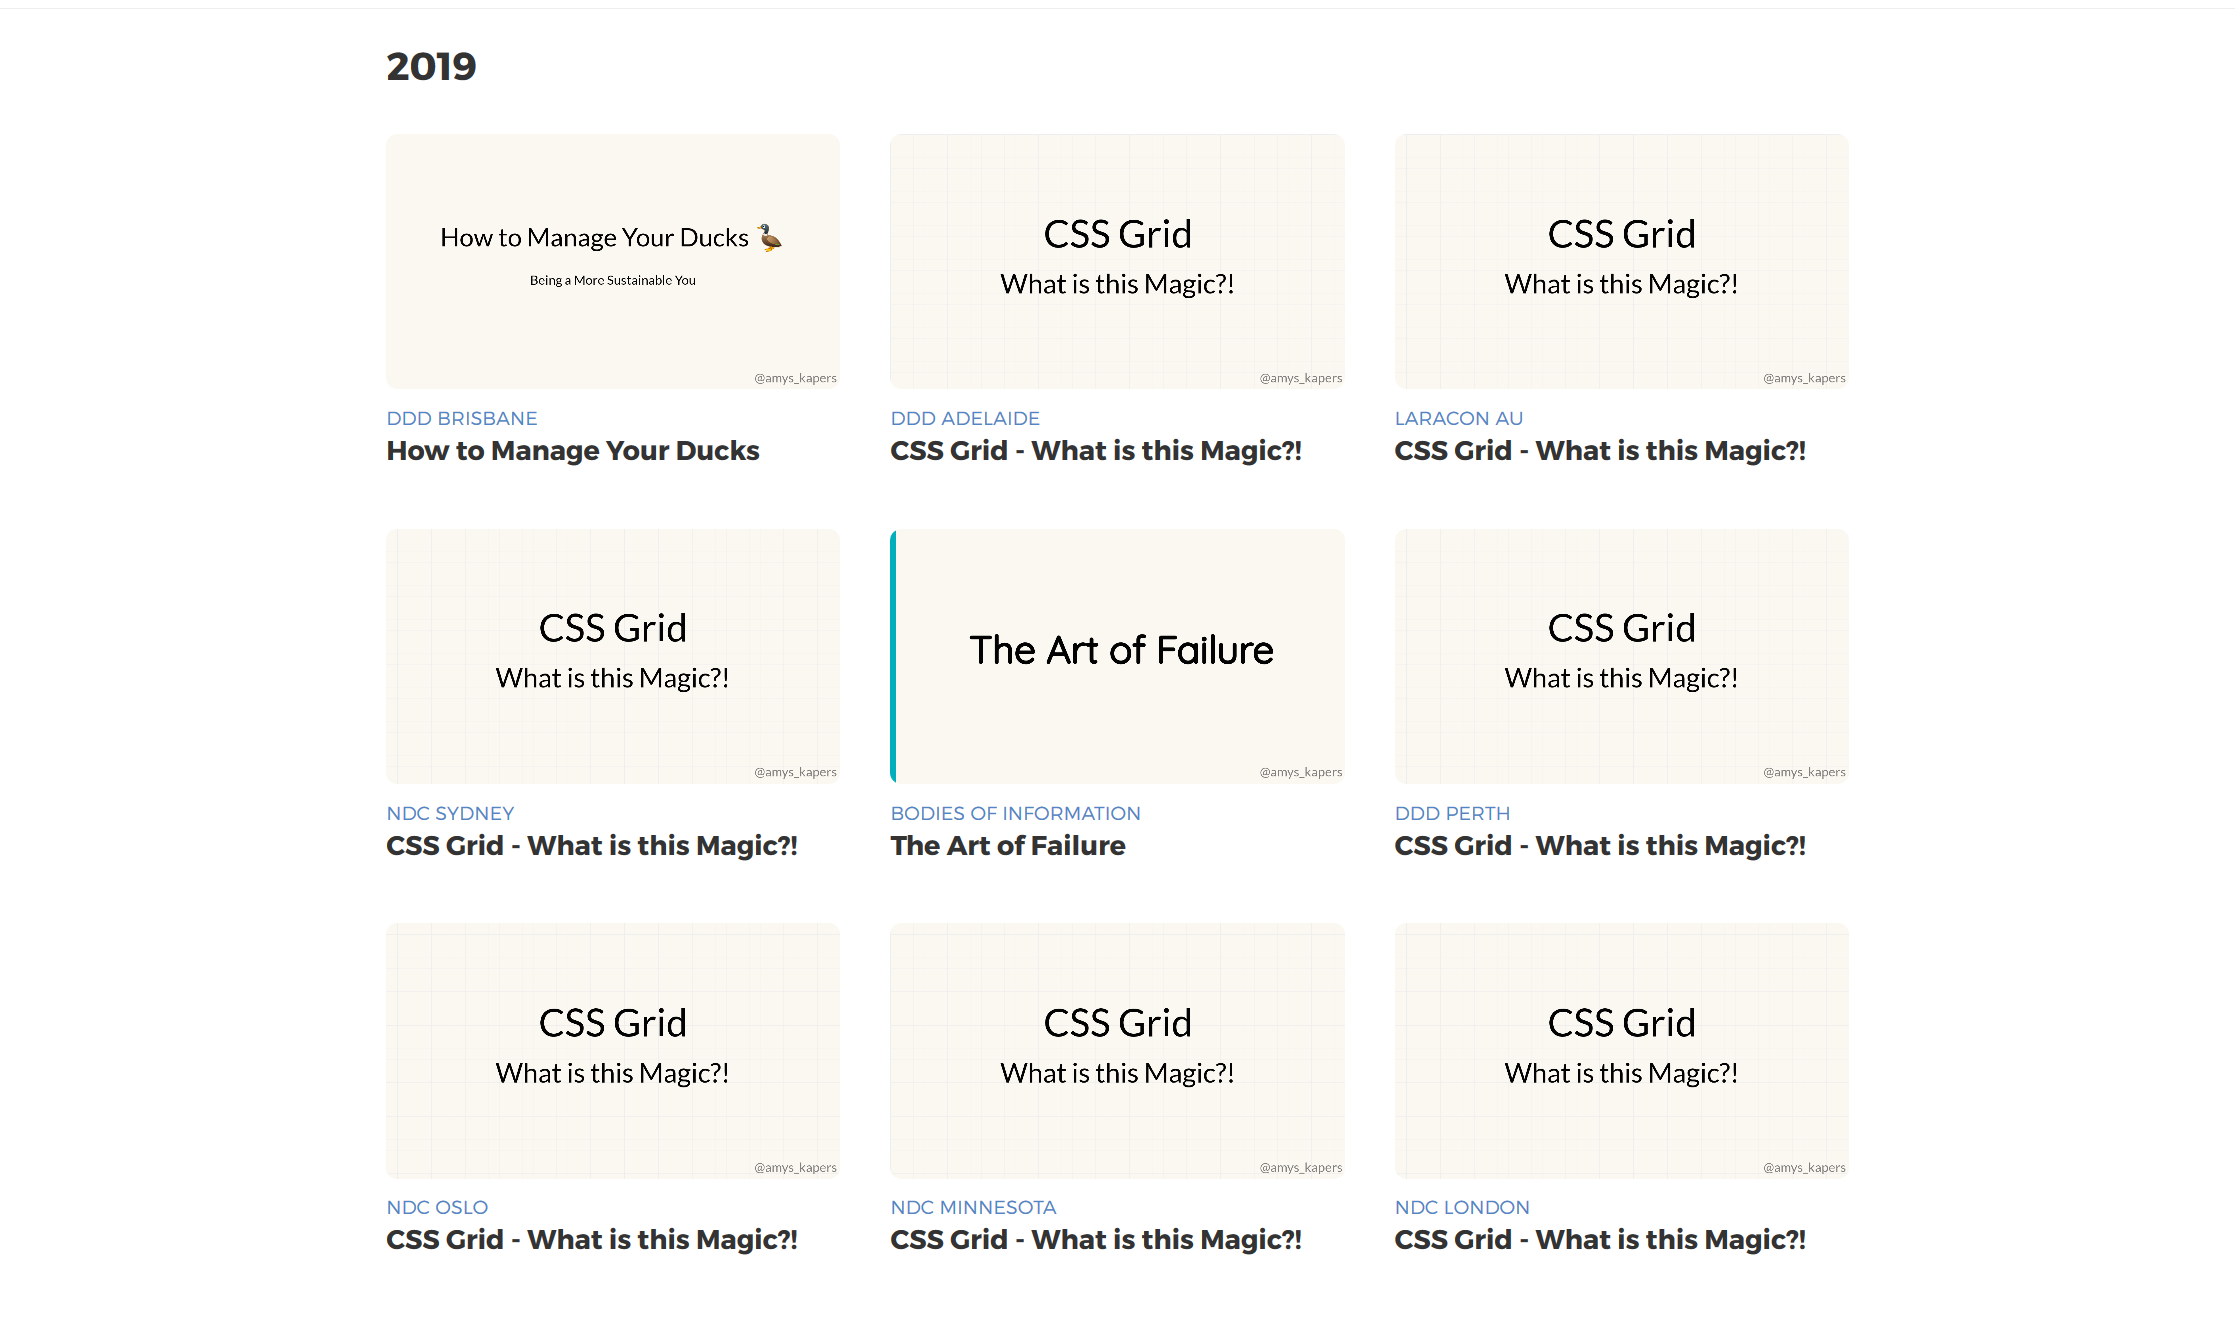 2019
How to Manage Your Ducks
Being a More Sustainable You
@amys_kapers
DDD BRISBANE
How to Manage Your Ducks
CSS Grid
What is this Magic?!
@amys_kapers
DDD ADELAIDE
CSS Grid - What is this Magic?!
CSS Grid
What is this Magic?!
@amys_kapers
LARACON AU
CSS Grid - What is this Magic?!
CSS Grid
What is this Magic?!
@amys_kapers
NDC SYDNEY
CSS Grid - What is this Magic?!
The Art of Failure
@amys_kapers
BODIES OF INFORMATION
The Art of Failure
CSS Grid
What is this Magic?!
@amys_kapers
DDD PERTH
CSS Grid - What is this Magic?!
CSS Grid
What is this Magic?!
@amys_kapers
NDC OSLO
CSS Grid - What is this Magic?!
CSS Grid
What is this Magic?!
@amys_kapers
NDC MINNESOTA
CSS Grid - What is this Magic?!
CSS Grid
What is this Magic?!
@amys_kapers
NDC LONDON
CSS Grid - What is this Magic?!